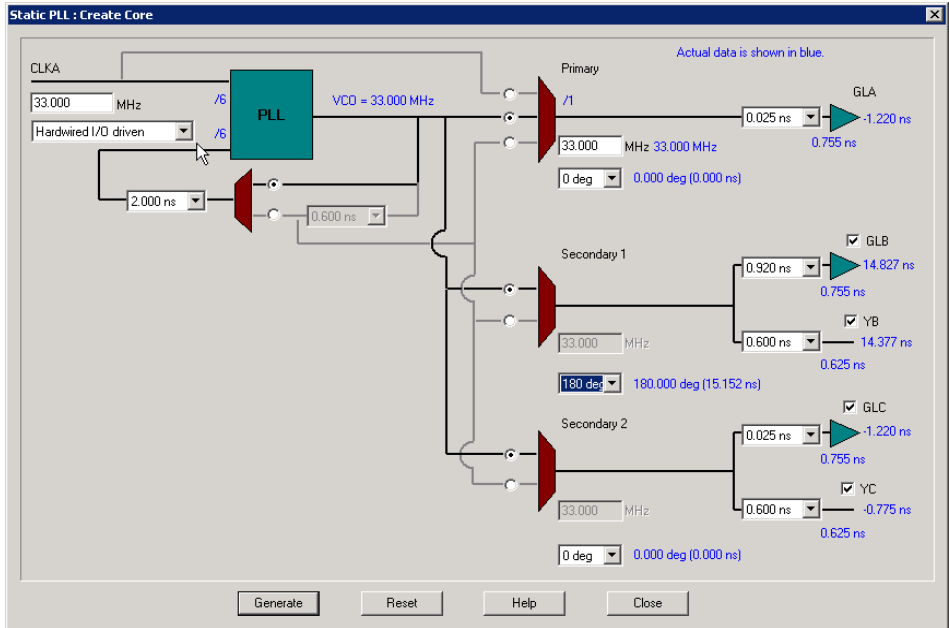 Static PLL : Create Core
Actual data is shown in blue.
CLKA
33.000 MHz
Hardwired I/O driven
/6
/6
PLL
VCO = 33.000 MHz
2.000 ns
0.600 ns
Primary
/1
33.000 MHz 33.000 MHz
0 deg 0.000 deg (0.000 ns)
0.025 ns
GLA
-1.220 ns
0.755 ns
Secondary 1
33.000 MHz
180 deg 180.000 deg (15.152 ns)
GLB
0.920 ns
14.827 ns
0.755 ns
YB
0.600 ns
14.377 ns
0.625 ns
Secondary 2
33.000 MHz
0 deg 0.000 deg (0.000 ns)
GLC
0.025 ns
-1.220 ns
0.755 ns
YC
0.600 ns
-0.775 ns
0.625 ns
Generate
Reset
Help
Close